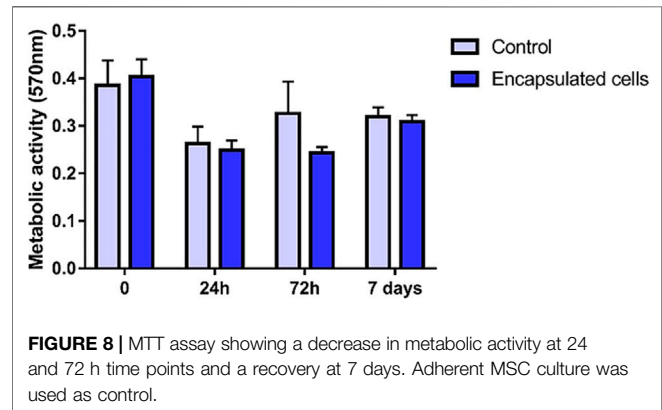 Metabolic activity (570nm)
0.5
0.4
0.3
0.2
0.1
0.0
0 24h 72h 7 days
Control
Encapsulated cells
FIGURE 8 | MTT assay showing a decrease in metabolic activity at 24
and 72 h time points and a recovery at 7 days. Adherent MSC culture was
used as control.